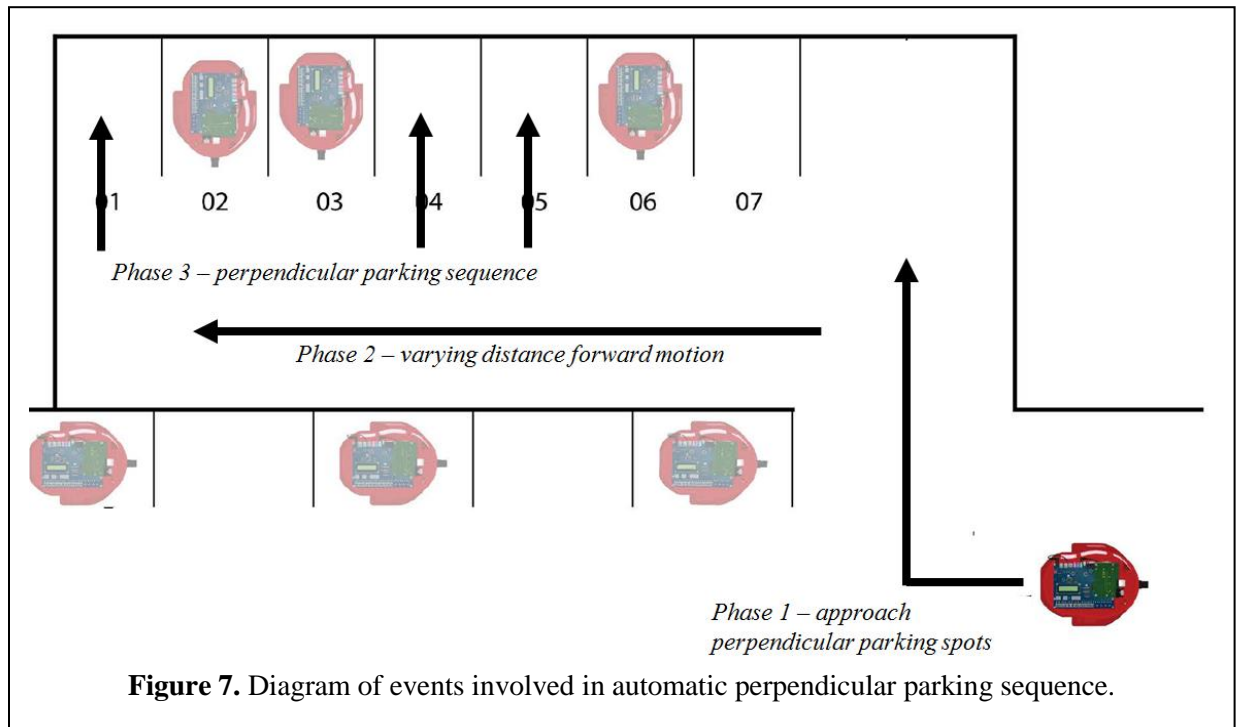 01 02 03 04 05 06 07
Phase 3 – perpendicular parking sequence
Phase 2 – varying distance forward motion
Phase 1 – approach
perpendicular parking spots
Figure 7. Diagram of events involved in automatic perpendicular parking sequence.